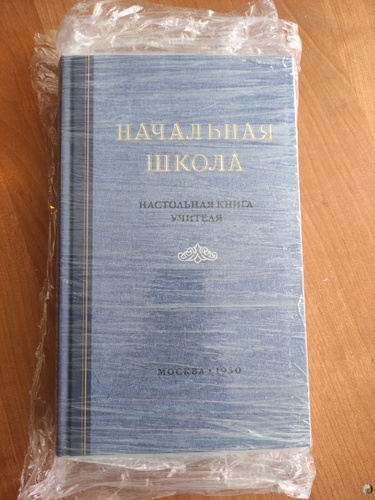 НАЧАЛЬНАЯ
ШКОЛА
НАСТОЛЬНАЯ КНИГА
УЧИТЕЛЯ
МОСКВА • 1950